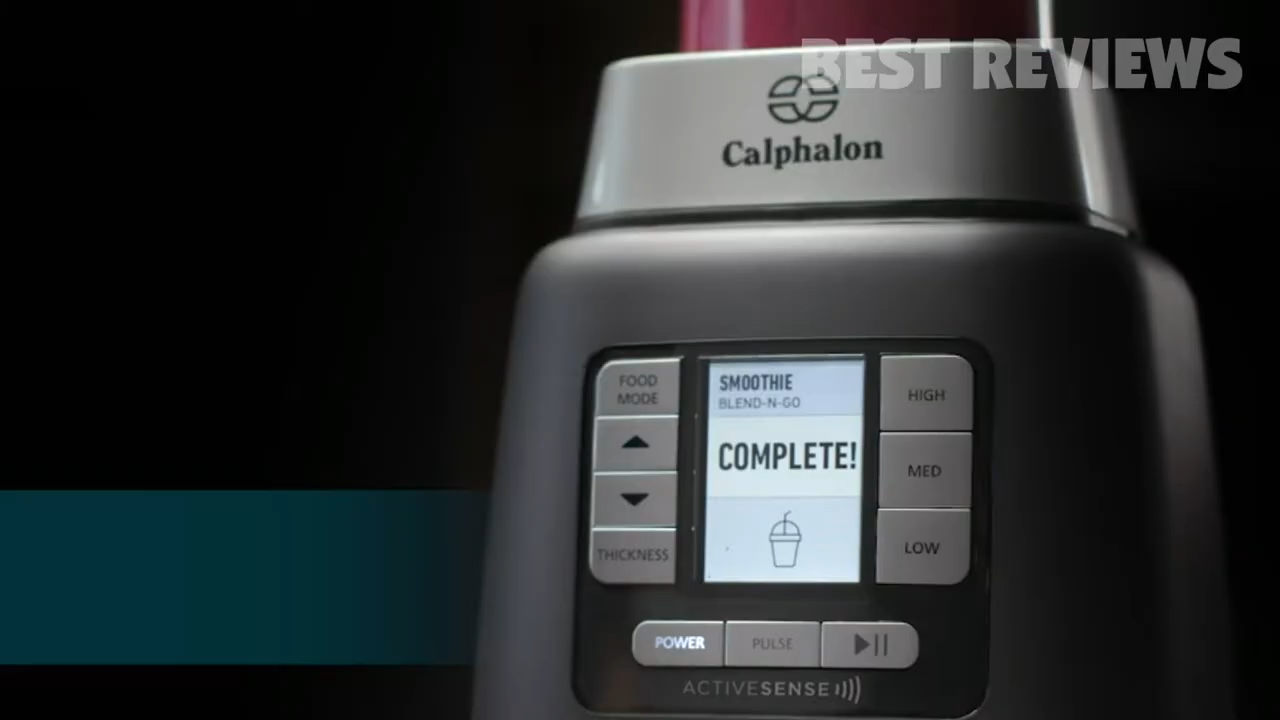 BEST REVIEWS
Calphalon
FOOD
MODE
THICKNESS
SMOOTHIE
BLEND-N-GO
COMPLETE!
HIGH
MED
LOW
POWER
PULSE
ACTIVESENSE